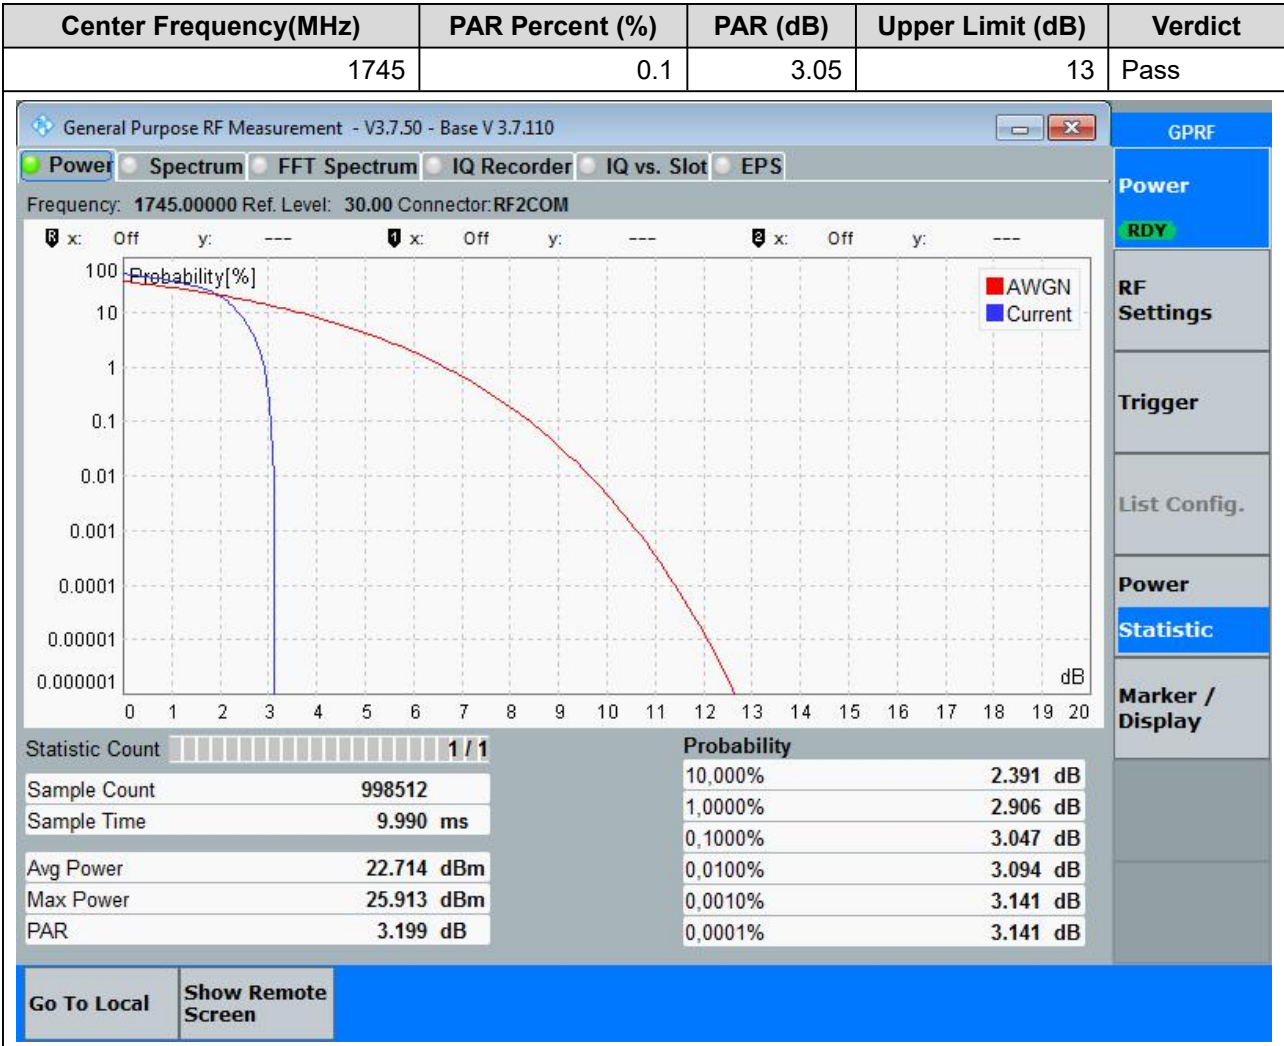 Center Frequency(MHz) PAR Percent (%) PAR (dB) Upper Limit (dB) Verdict
1745 0.1 3.05 13 Pass
General Purpose RF Measurement - V3.7.50 - Base V 3.7.110
GPRF
Power Spectrum FFT Spectrum IQ Recorder IQ vs. Slot EPS
Frequency: 1745.00000 Ref. Level: 30.00 Connector: RF2COM
R x: Off y: --- 1 x: Off y: --- 2 x: Off y: ---
Probability[%]
AWGN
Current
100
10
1
0.1
0.01
0.001
0.0001
0.00001
0.000001
dB
0 1 2 3 4 5 6 7 8 9 10 11 12 13 14 15 16 17 18 19 20
Statistic Count 1 / 1
Sample Count 998512
Sample Time 9.990 ms
Avg Power 22.714 dBm
Max Power 25.913 dBm
PAR 3.199 dB
Probability
10,000% 2.391 dB
1,0000% 2.906 dB
0,1000% 3.047 dB
0,0100% 3.094 dB
0,0010% 3.141 dB
0,0001% 3.141 dB
Power
RDY
RF
Settings
Trigger
List Config.
Power
Statistic
Marker /
Display
Go To Local
Show Remote
Screen